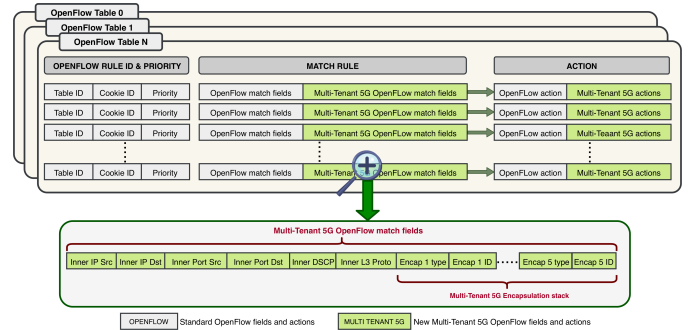 OpenFlow Table 0
OpenFlow Table 1
OpenFlow Table N
OPENFLOW RULE ID & PRIORITY MATCH RULE ACTION
Table ID Cookie ID Priority OpenFlow match fields Multi-Tenant 5G OpenFLow match fields OpenFLow action Multi-Tenant 5G actions
Table ID Cookie ID Priority OpenFlow match fields Multi-Tenant 5G OpenFLow match fields OpenFLow action Multi-Teaant 5G actions
Table ID Cookie ID Priority OpenFlow match fields Multi-Tenant 5G OpenFLow match fields OpenFLow action Multi-Teaant 5G actions
Table ID Cookie ID Priority OpenFlow match fields Multi-Tenant 5G OpenFLow match fields OpenFLow action Multi-Tenant 5G actions
Multi-Tenant 5G OpenFlow match fields
Inner IP Src Inner IP Dst Inner Port Src Inner Port Dst Inner DSCP Inner L3 Proto Encap 1 type Encap 1 ID Encap 5 type Encap 5 ID
Multi-Tenant 5G Encapsulation stack
OPENFLOW Standard OpenFlow fields and actions MULTI TENANT 5G New Multi-Tenant 5G OpenFlow fields and actions